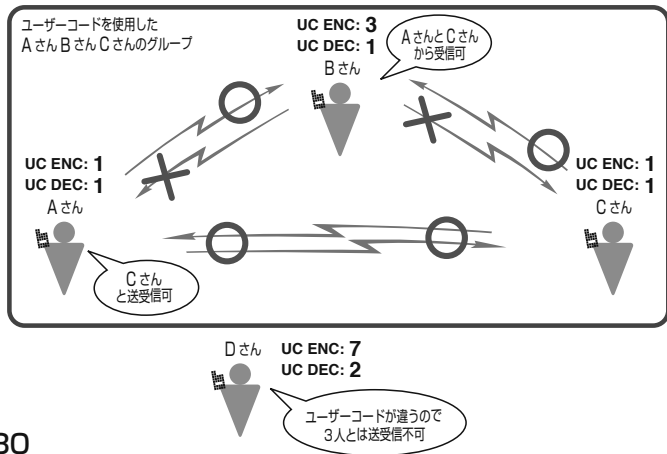 ユーザーコードを使用した
AさんBさんCさんのグループ
UC ENC: 3
UC DEC: 1
Bさん
AさんとCさん
から受信可
UC ENC: 1
UC DEC: 1
Aさん
UC ENC: 1
UC DEC: 1
Cさん
Cさん
と送受信可
Dさん
UC ENC: 7
UC DEC: 2
ユーザーコードが違うので
3人とは送受信不可